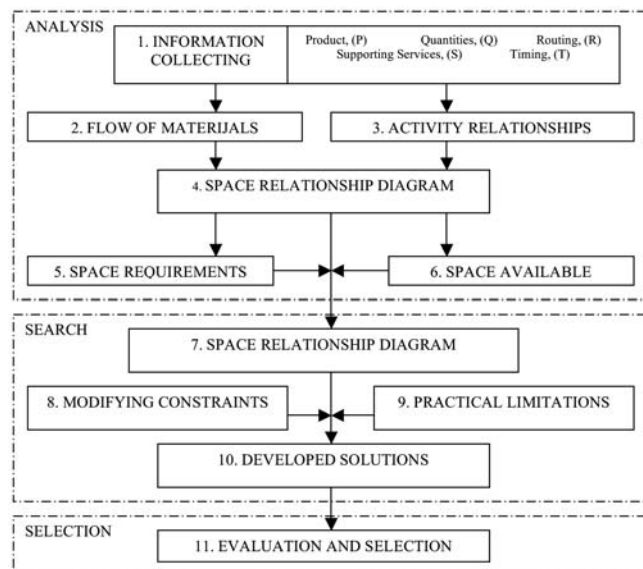 ANALYSIS
1. INFORMATION
COLLECTING
Product, (P) Quantities, (Q) Routing, (R)
Supporting Services, (S) Timing, (T)
2. FLOW OF MATERIJALS
3. ACTIVITY RELATIONSHIPS
4. SPACE RELATIONSHIP DIAGRAM
5. SPACE REQUIREMENTS
6. SPACE AVAILABLE
SEARCH
7. SPACE RELATIONSHIP DIAGRAM
8. MODIFYING CONSTRAINTS
9. PRACTICAL LIMITATIONS
10. DEVELOPED SOLUTIONS
SELECTION
11. EVALUATION AND SELECTION